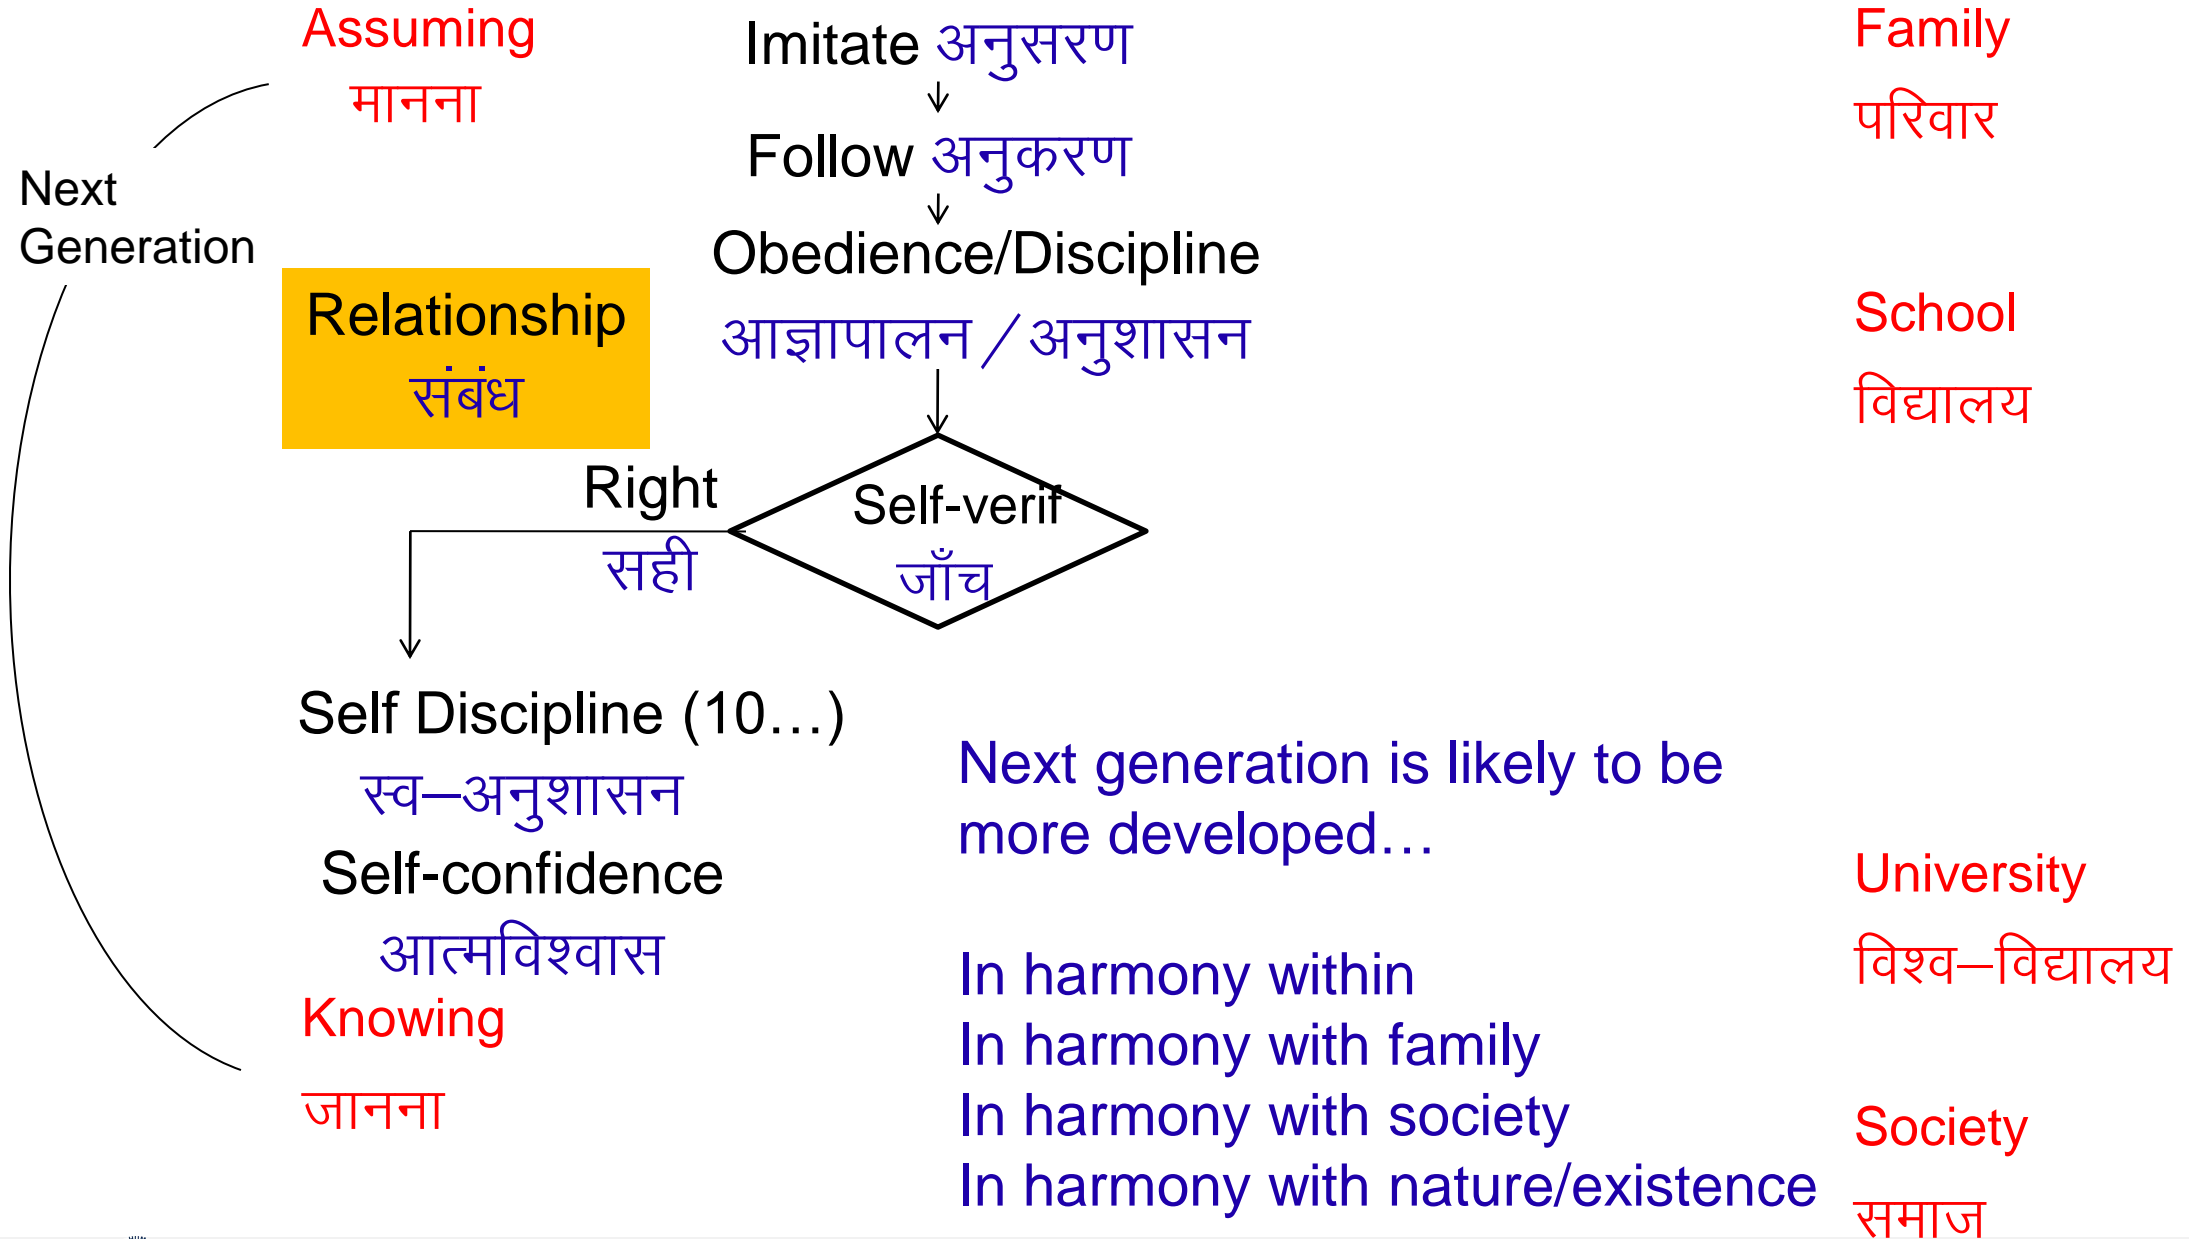 Assuming
मानना
Imitate अनुसरण
Follow अनुकरण
Obedience/Discipline
आज्ञापालन / अनुशासन
Next
Generation
Relationship
संबंध
Right
सही
Self-verif
जाँच
Self Discipline (10…)
स्व–अनुशासन
Self-confidence
आत्मविश्वास
Knowing
जानना
Next generation is likely to be
more developed…
In harmony within
In harmony with family
In harmony with society
In harmony with nature/existence
Family
परिवार
School
विद्यालय
University
विश्व–विद्यालय
Society
समाज